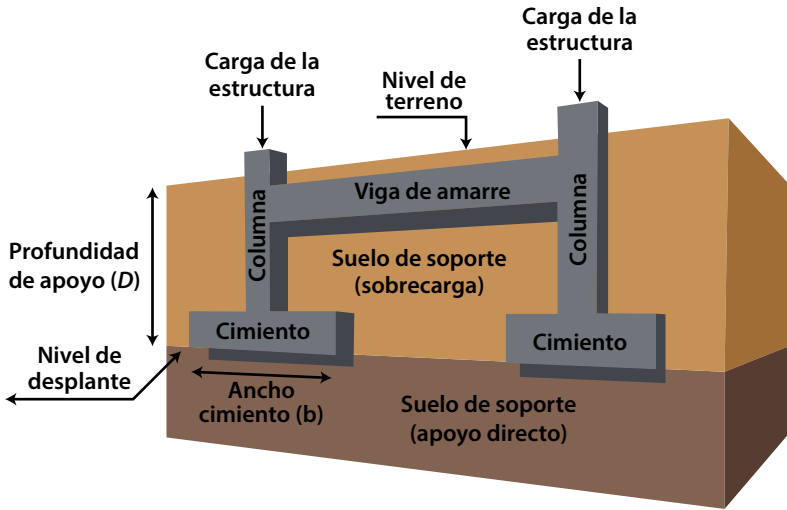 Carga de la
estructura
Carga de la
estructura
Nivel de
terreno
Viga de amarre
Columna
Columna
Profundidad
de apoyo (D)
Suelo de soporte
(sobrecarga)
Cimiento
Cimiento
Nivel de
desplante
Ancho
cimiento (b)
Suelo de soporte
(apoyo directo)